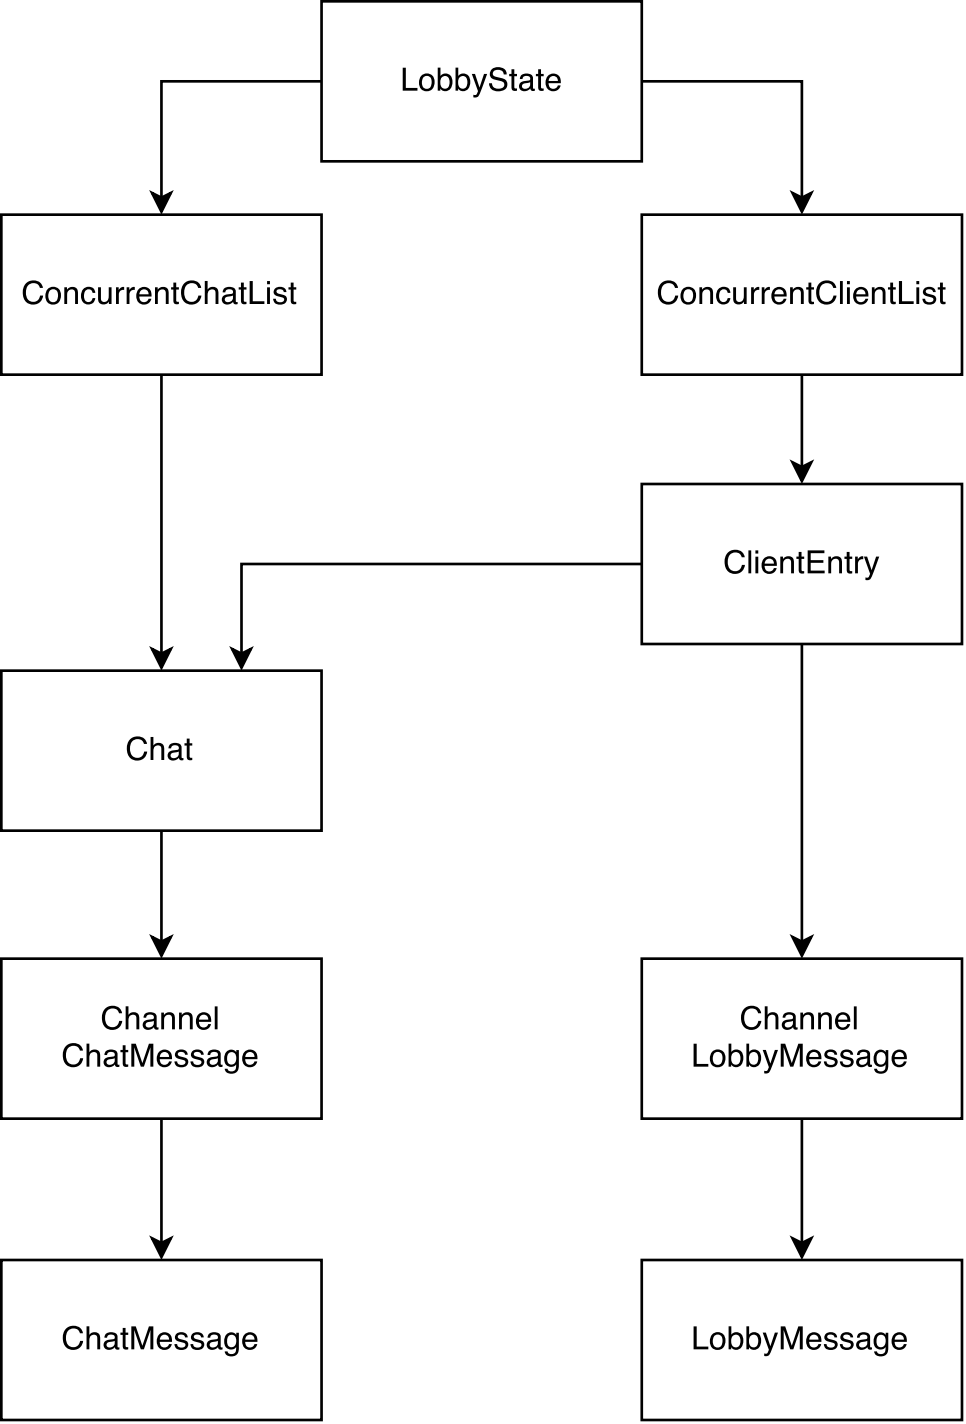 LobbyState
ConcurrentChatList
ConcurrentClientList
ClientEntry
Chat
Channel
ChatMessage
Channel
LobbyMessage
ChatMessage
LobbyMessage